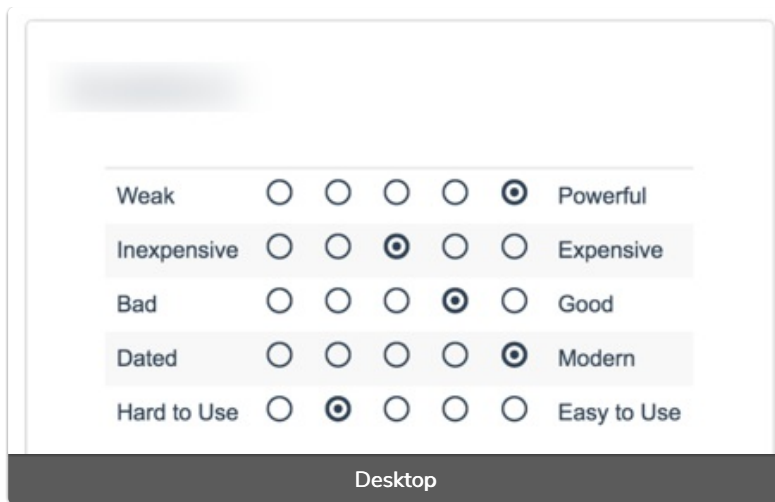 Weak Powerful
Inexpensive Expensive
Bad Good
Dated Modern
Hard to Use Easy to Use
Desktop